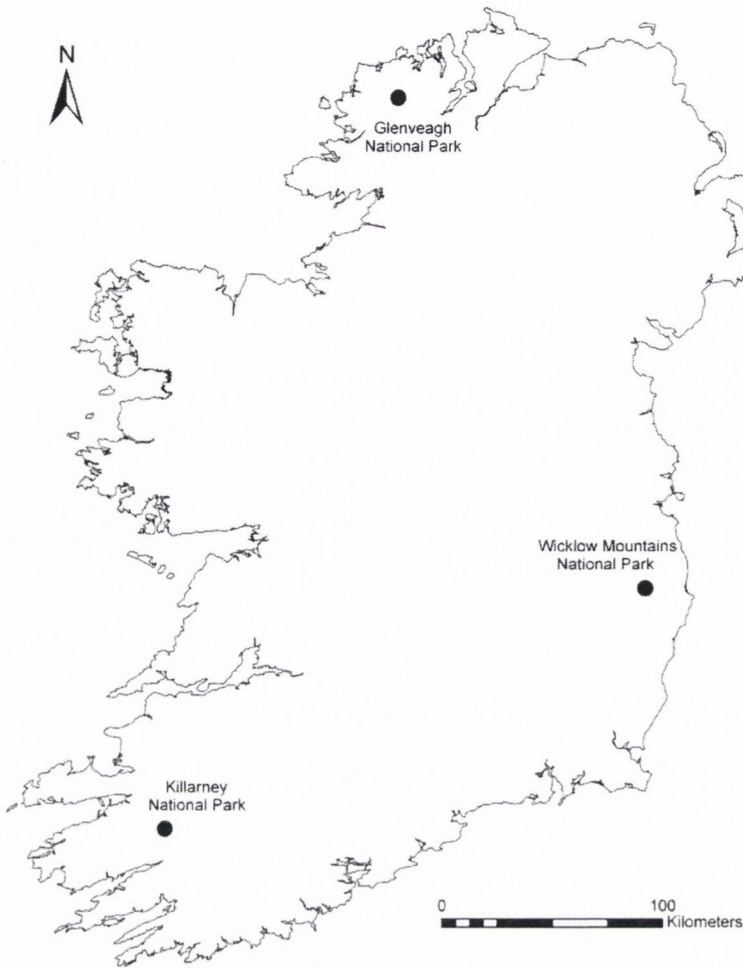 N
Glenveagh
National Park
Wicklow Mountains
National Park
Killarney
National Park
0 100
Kilometers